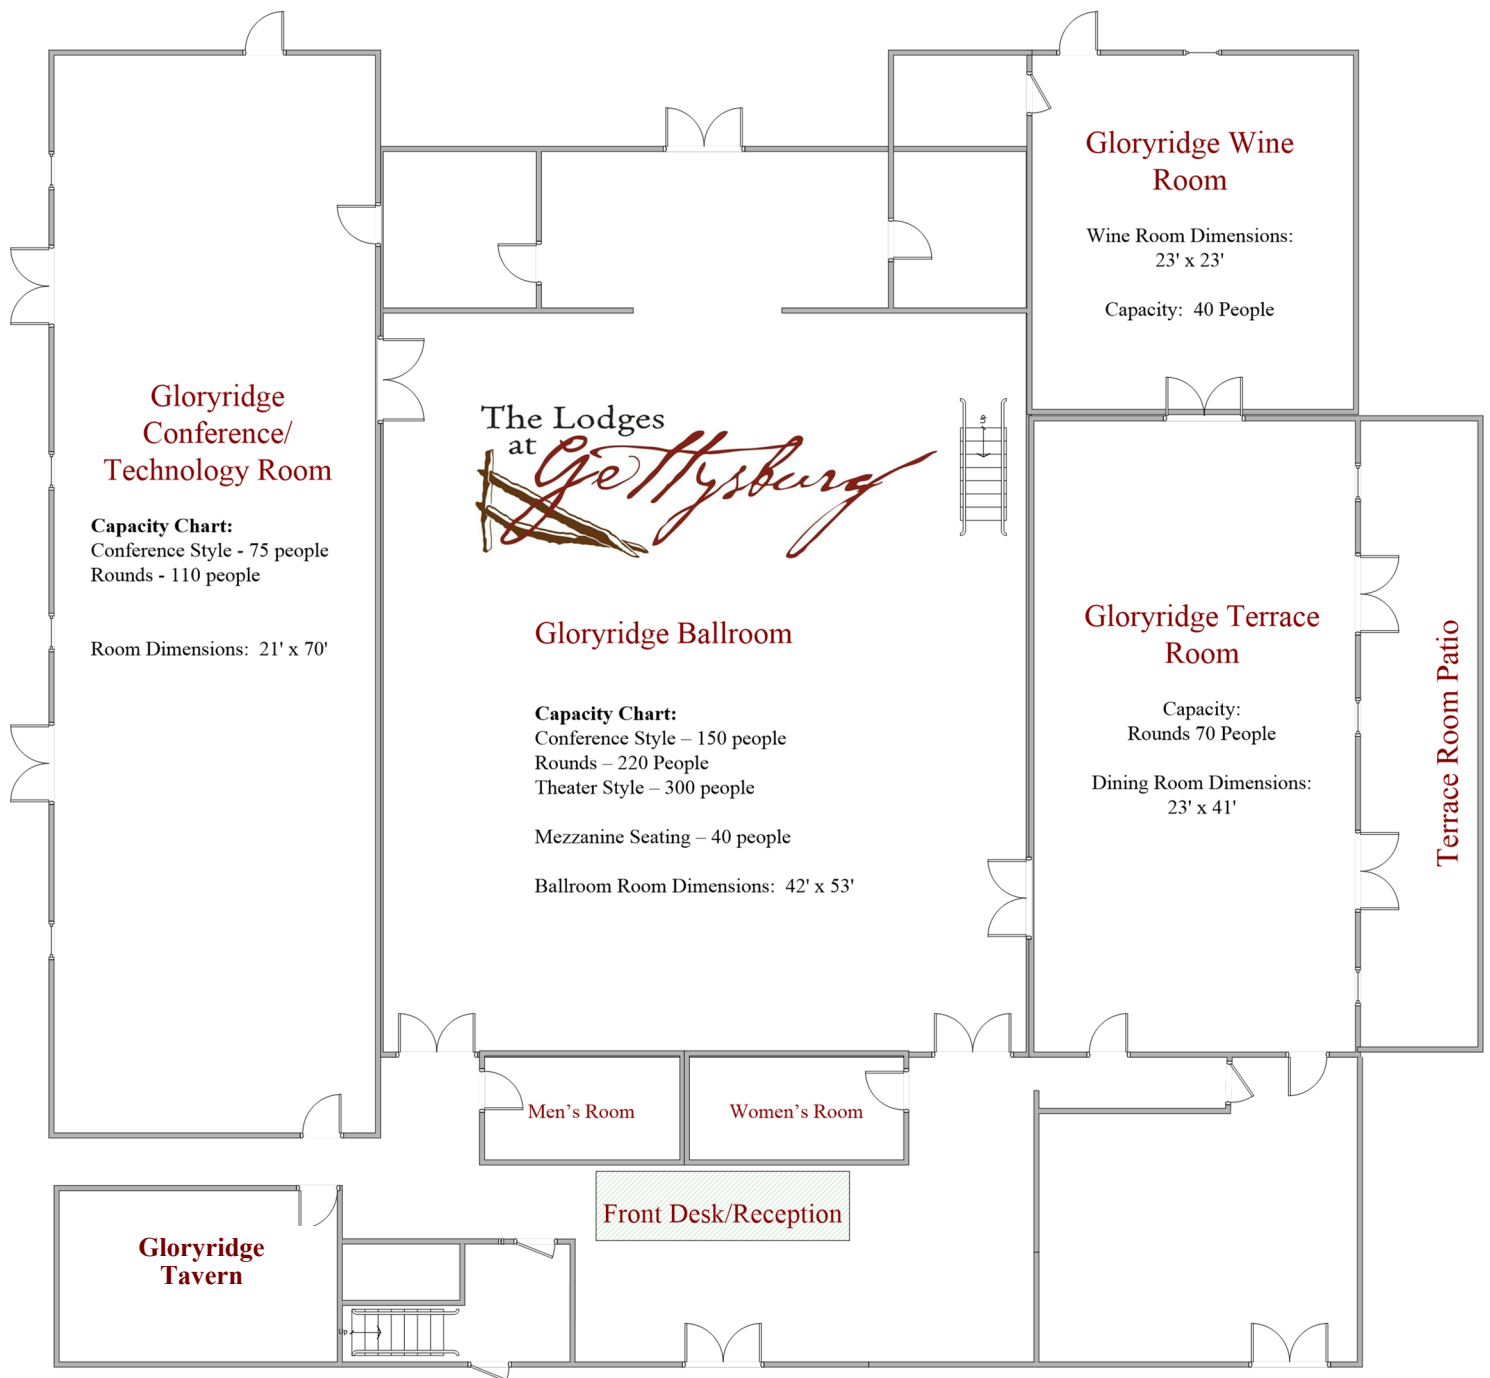 Gloryridge Wine
Room
Wine Room Dimensions:
23' x 23'
Capacity:  40 People
Gloryridge
Conference/
Technology Room
Capacity Chart:
Conference Style - 75 people
Rounds - 110 people
Room Dimensions:  21' x 70'
The Lodges
at
Gettysburg
Up
Gloryridge Ballroom
Capacity Chart:
Conference Style – 150 people
Rounds – 220 People
Theater Style – 300 people
Mezzanine Seating – 40 people
Ballroom Room Dimensions:  42' x 53'
Gloryridge Terrace
Room
Capacity:
Rounds 70 People
Dining Room Dimensions:
23' x 41'
Terrace Room Patio
Men’s Room
Women’s Room
Front Desk/Reception
Gloryridge
Tavern
Up